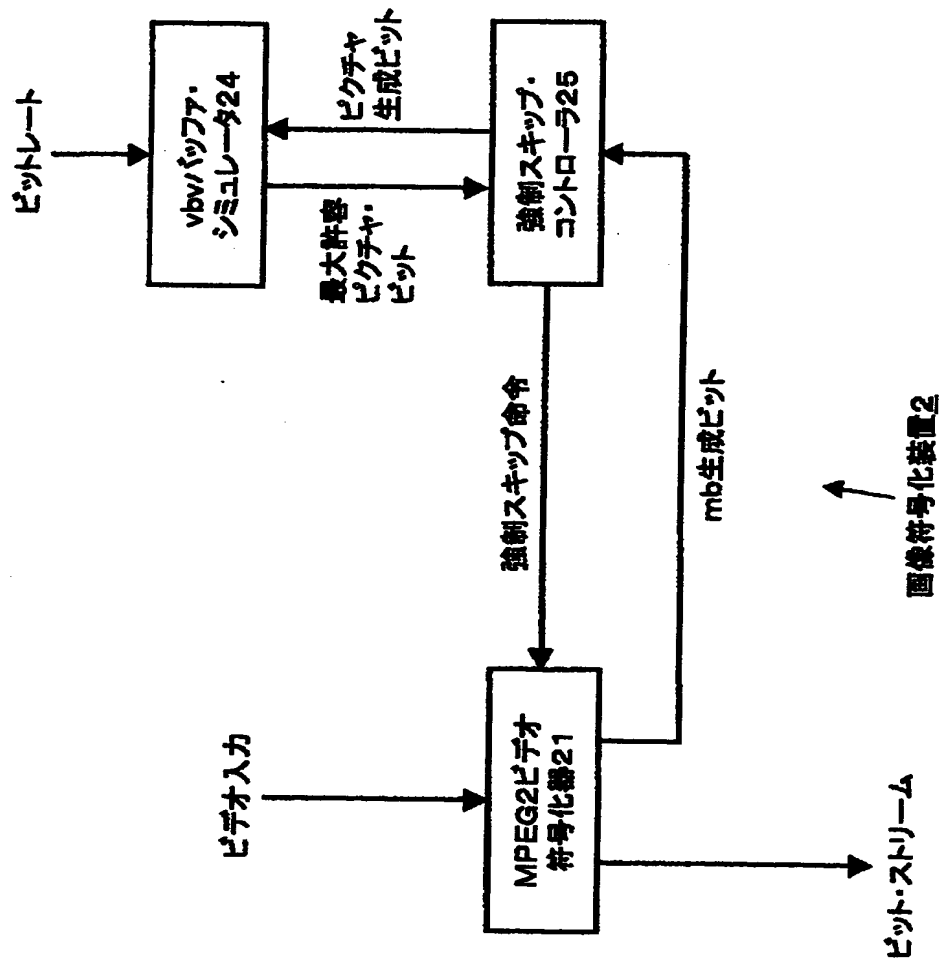 ビットレート
vbvバッファ・
シミュレータ24
最大許容
ピクチャ・
ビット
ピクチャ
生成ビット
強制スキップ・
コントローラ25
強制スキップ命令
mb生成ビット
ビデオ入力
MPEG2ビデオ
符号化器21
ビット・ストリーム
画像符号化装置2